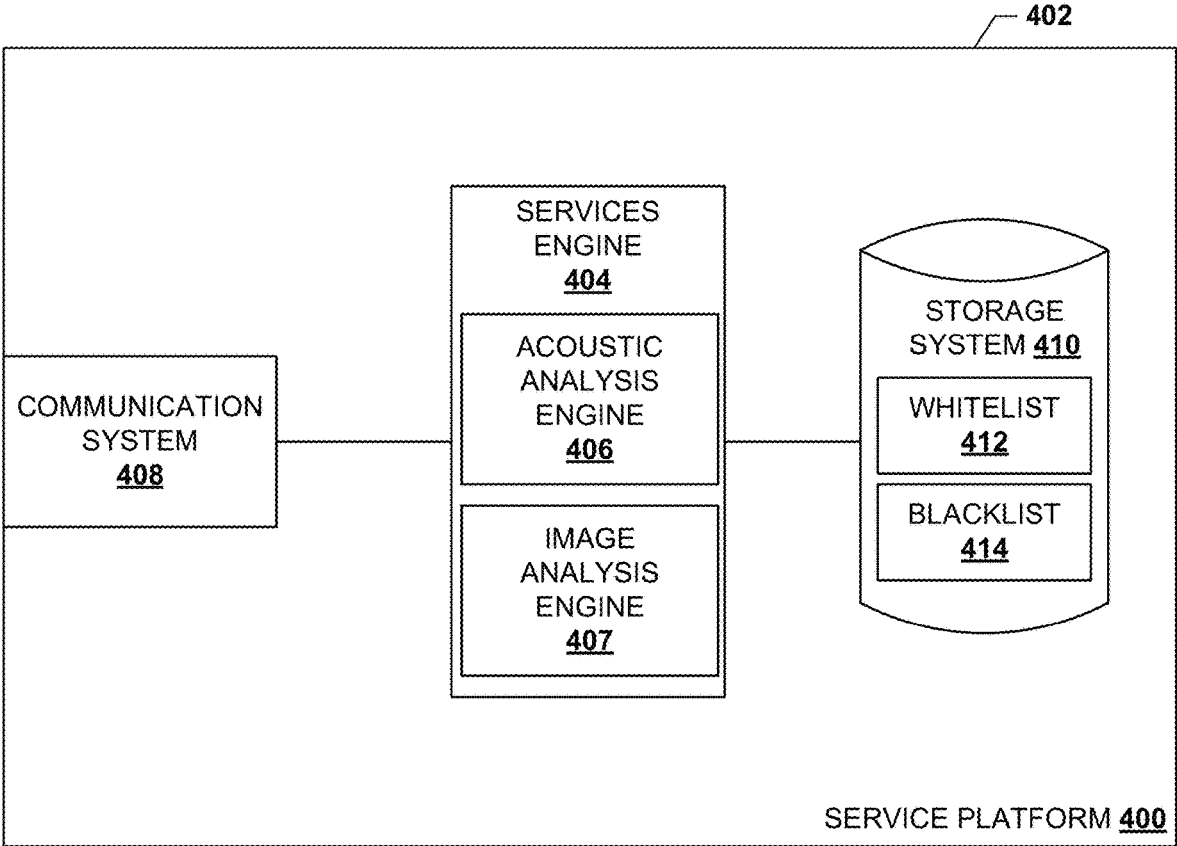 402
SERVICES
ENGINE
404
ACOUSTIC
ANALYSIS
ENGINE
406
IMAGE
ANALYSIS
ENGINE
407
COMMUNICATION
SYSTEM
408
STORAGE
SYSTEM 410
WHITELIST
412
BLACKLIST
414
SERVICE PLATFORM 400